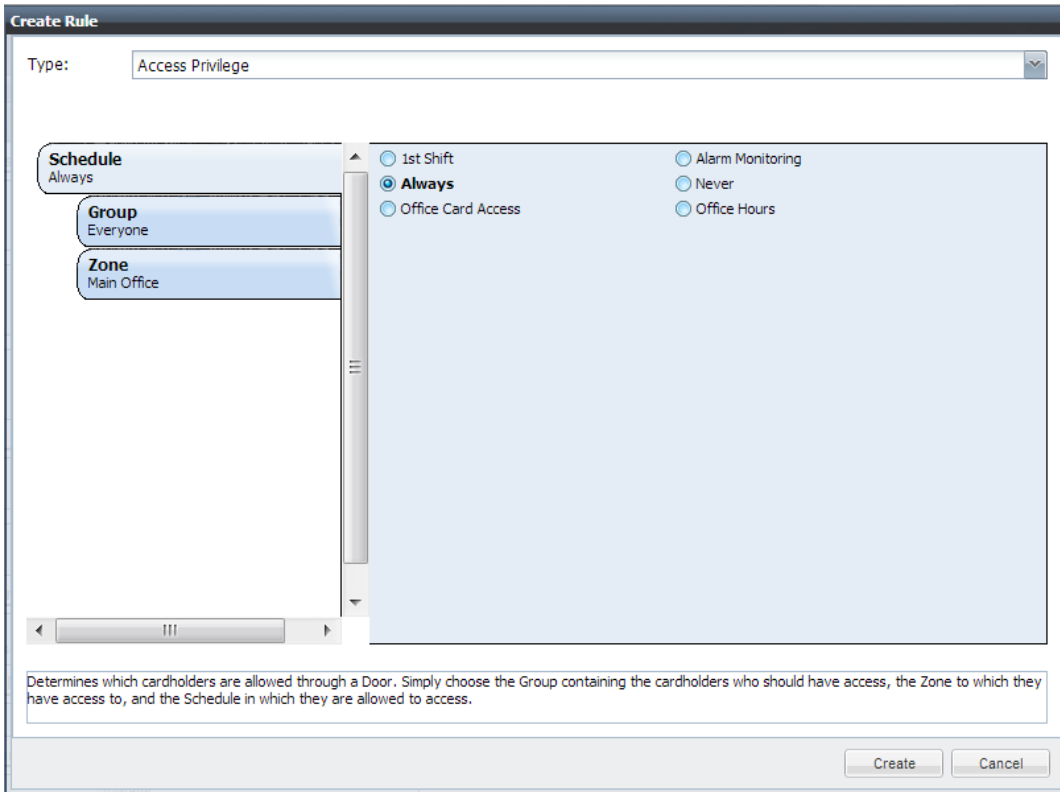 Create Rule
Type: Access Privilege
Schedule
Always
Group
Everyone
Zone
Main Office
1st Shift Alarm Monitoring
Always Never
Office Card Access Office Hours
Determines which cardholders are allowed through a Door. Simply choose the Group containing the cardholders who should have access, the Zone to which they
have access to, and the Schedule in which they are allowed to access.
Create Cancel